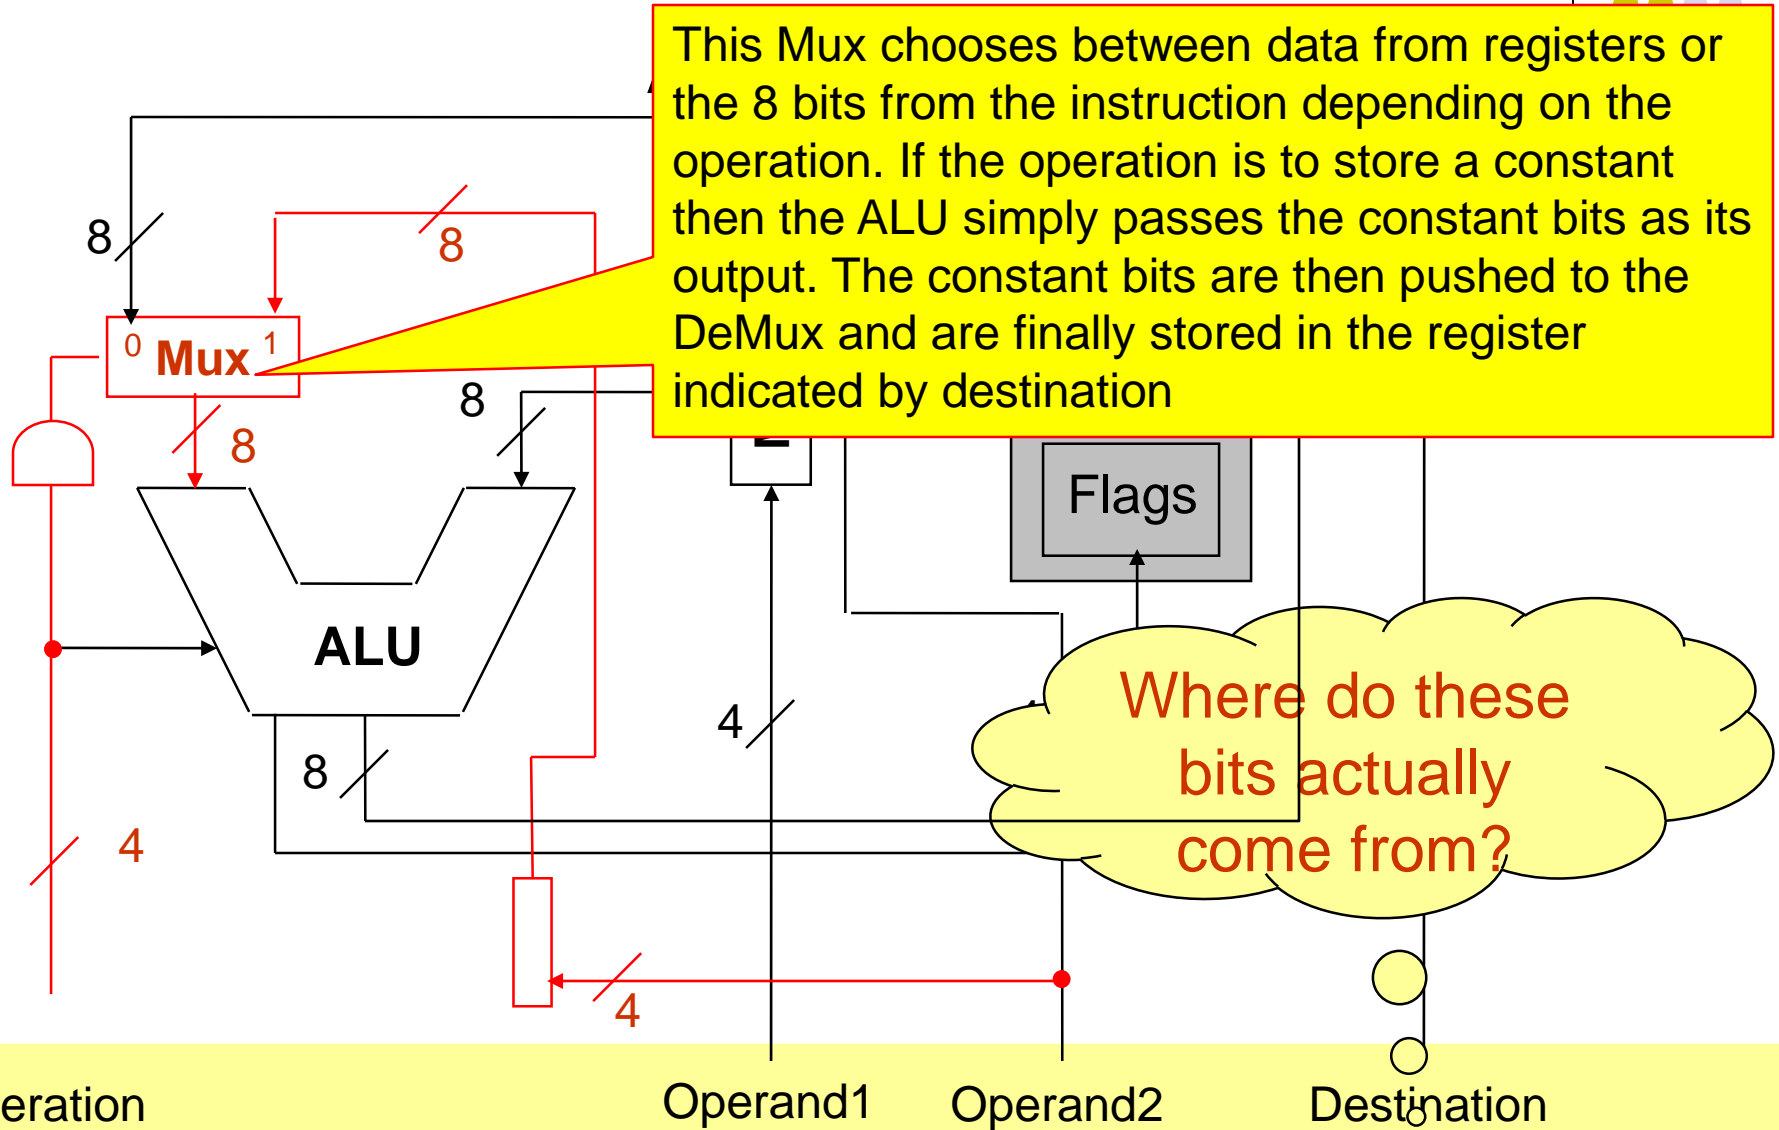 This Mux chooses between data from registers or
the 8 bits from the instruction depending on the
operation. If the operation is to store a constant
then the ALU simply passes the constant bits as its
output. The constant bits are then pushed to the
DeMux and are finally stored in the register
indicated by destination
8
8
0 Mux 1
8
8
Flags
ALU
4
8
Where do these
bits actually
come from?
4
4
eration
Operand1
Operand2
Destination